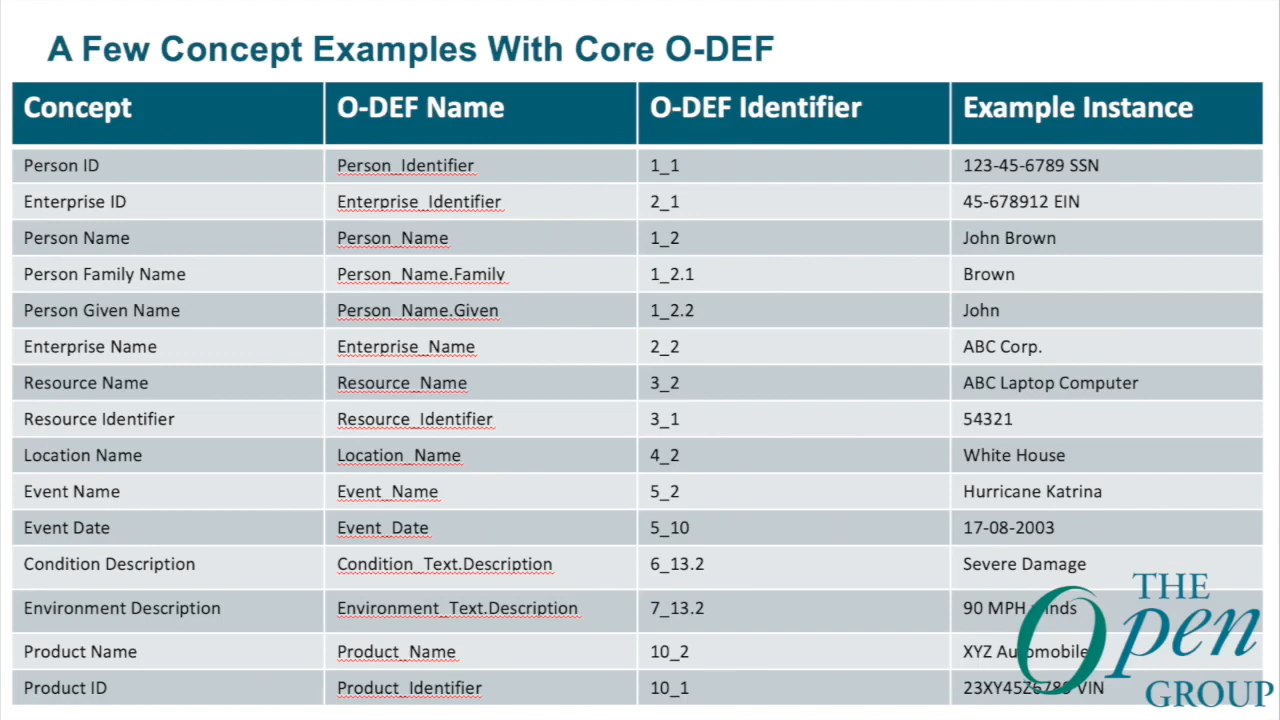 A Few Concept Examples With Core O-DEF
Concept O-DEF Name O-DEF Identifier Example Instance
Person ID Person_Identifier 1_1 123-45-6789 SSN
Enterprise ID Enterprise_Identifier 2_1 45-678912 EIN
Person Name Person_Name 1_2 John Brown
Person Family Name Person_Name.Family 1_2.1 Brown
Person Given Name Person_Name.Given 1_2.2 John
Enterprise Name Enterprise_Name 2_2 ABC Corp.
Resource Name Resource_Name 3_2 ABC Laptop Computer
Resource Identifier Resource_Identifier 3_1 54321
Location Name Location_Name 4_2 White House
Event Name Event_Name 5_2 Hurricane Katrina
Event Date Event_Date 5_10 17-08-2003
Condition Description Condition_Text.Description 6_13.2 Severe Damage
Environment Description Environment_Text.Description 7_13.2 90 MPH winds
Product Name Product_Name 10_2 XYZ Automobile
Product ID Product_Identifier 10_1 23XY45Z6789 VIN
THE
Open
GROUP